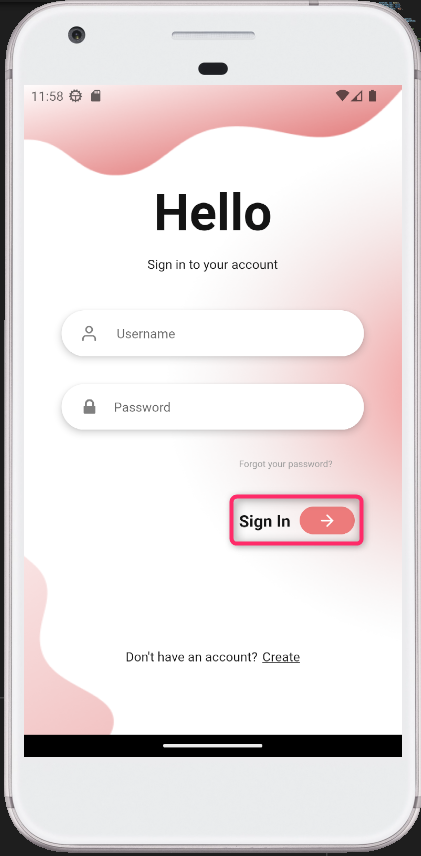 11:58
Hello
Sign in to your account
Username
Password
Forgot your password?
Sign In
Don't have an account? Create